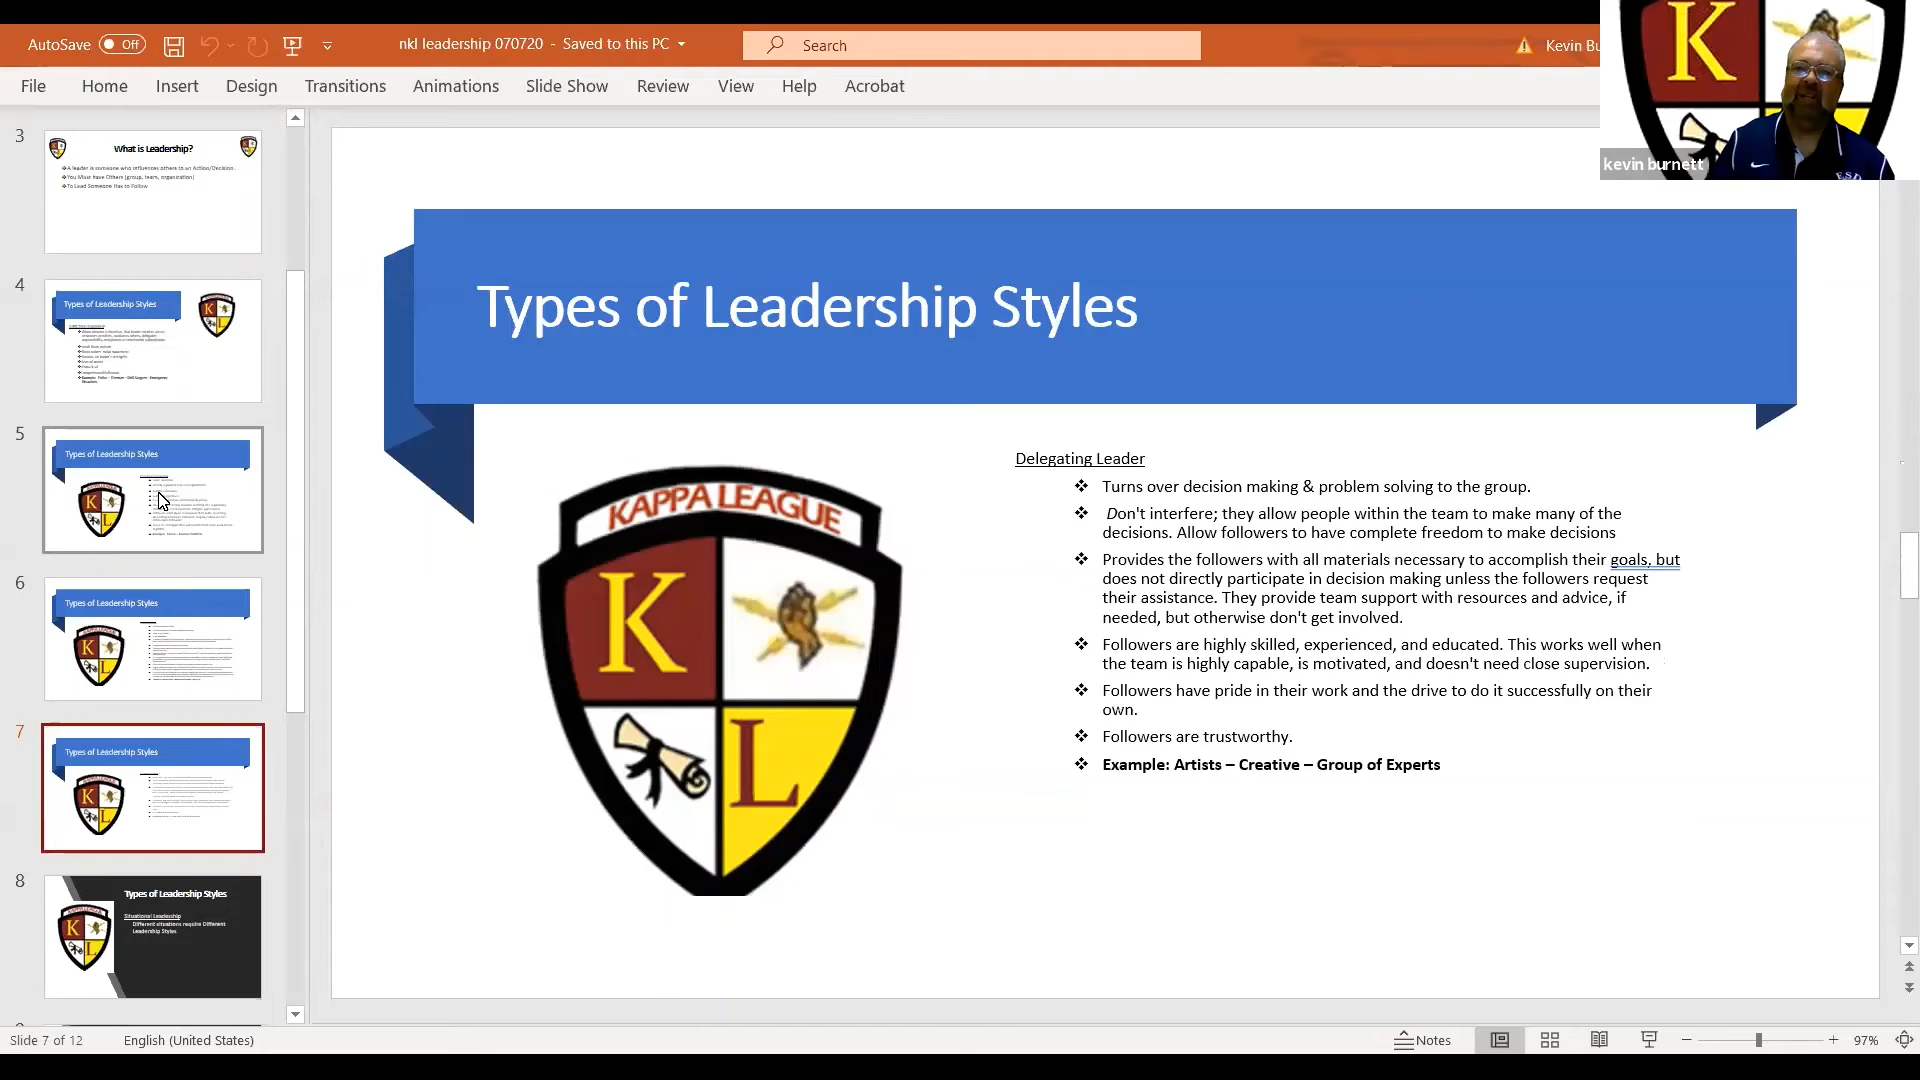 AutoSave Off
nkl leadership 070720 - Saved to this PC
Search
Kevin Bu
File Home Insert Design Transitions Animations Slide Show Review View Help Acrobat
kevin burnett
3
What is Leadership?
A leader is someone who influences others to an Action/Decision.
You Must have Others (group, team, organization)
To Lead Someone Has to Follow
4
Types of Leadership Styles
5
Types of Leadership Styles
K
L
6
Types of Leadership Styles
KAPPA LEAGUE
K
L
7
Types of Leadership Styles
K
L
8
Types of Leadership Styles
Situational Leadership
Different situations require Different
Leadership Styles.
KAPPA LEAGUE
K
L
Types of Leadership Styles
KAPPA LEAGUE
K
L
Delegating Leader
Turns over decision making & problem solving to the group.
Don't interfere; they allow people within the team to make many of the
decisions. Allow followers to have complete freedom to make decisions
Provides the followers with all materials necessary to accomplish their goals, but
does not directly participate in decision making unless the followers request
their assistance. They provide team support with resources and advice, if
needed, but otherwise don't get involved.
Followers are highly skilled, experienced, and educated. This works well when
the team is highly capable, is motivated, and doesn't need close supervision.
Followers have pride in their work and the drive to do it successfully on their
own.
Followers are trustworthy.
Example: Artists – Creative – Group of Experts
Slide 7 of 12 English (United States)
Notes
97%